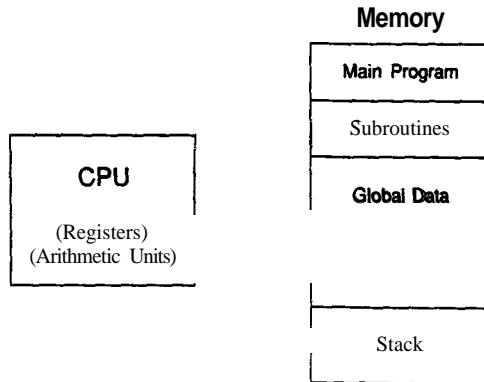 Memory
Main Program
Subroutines
CPU
Global Data
(Registers)
(Arithmetic Units)
Stack